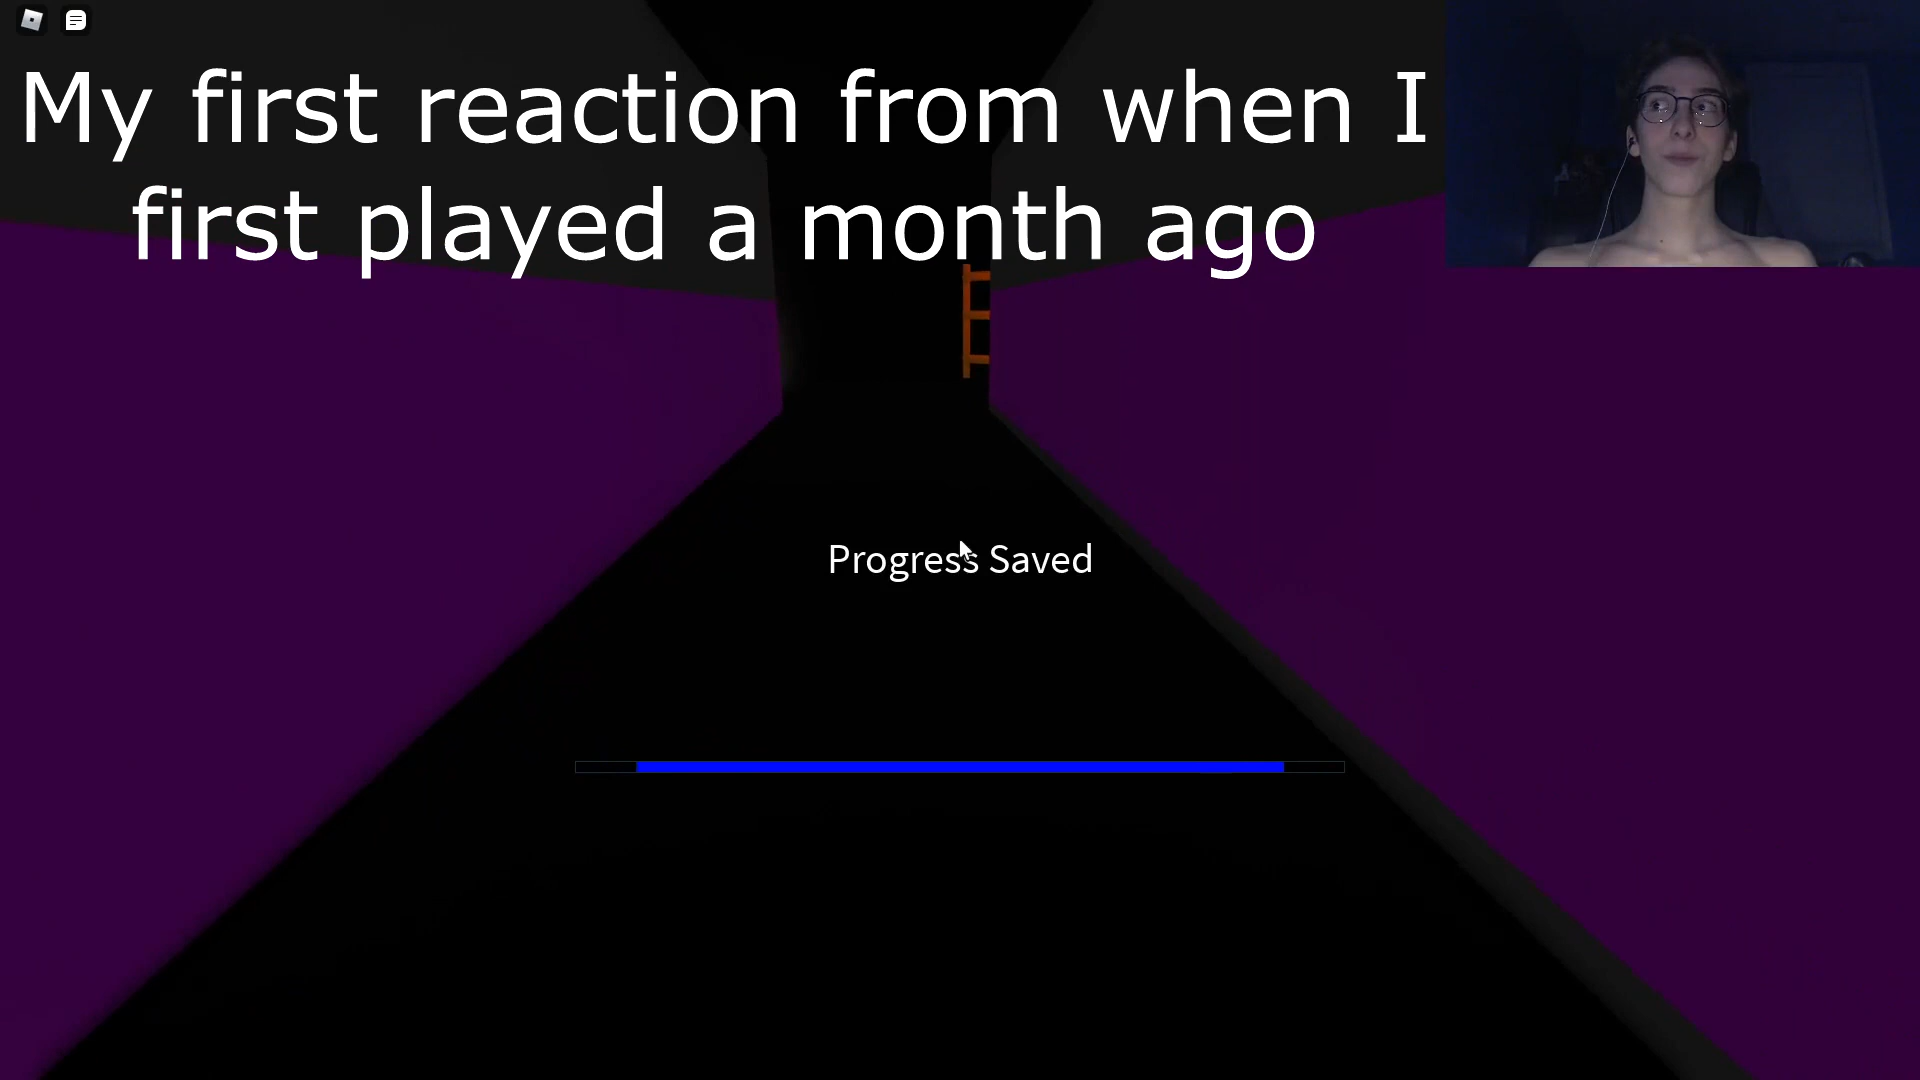 My first reaction from when I
first played a month ago
Progress Saved